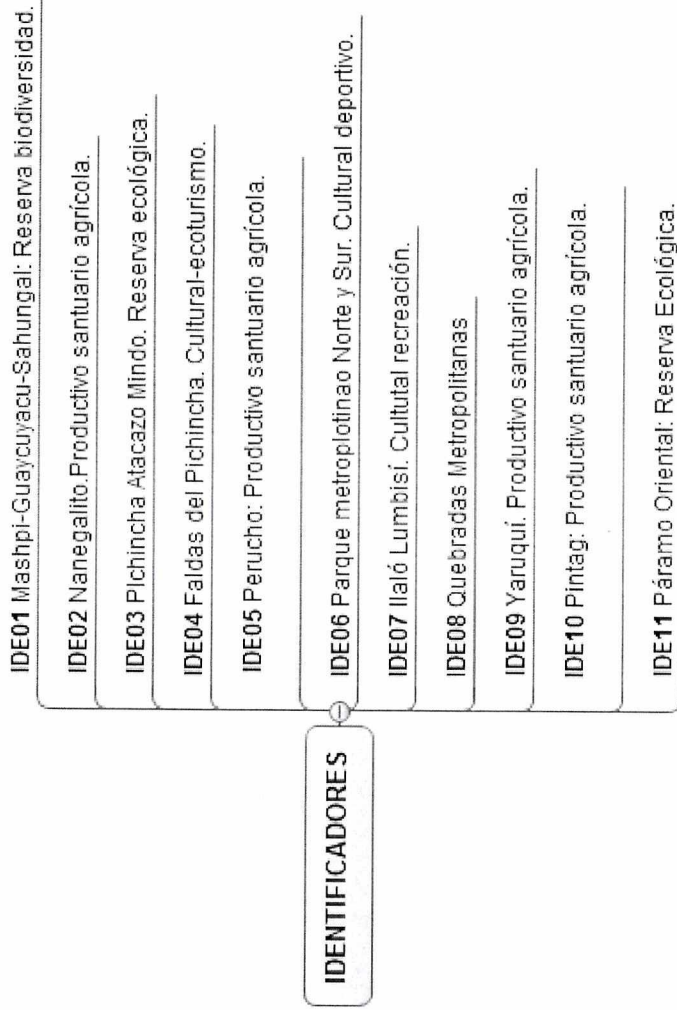 IDENTIFICADORES
IDE01 Mashpi-Guaycuyacu-Sahungal: Reserva biodiversidad.
IDE02 Nanegalito.Productivo santuario agrícola.
IDE03 PIchincha Atacazo Mindo. Reserva ecológica.
IDE04 Faldas del Pichincha. Cultural-ecoturismo.
IDE05 Perucho: Productivo santuario agrícola.
IDE06 Parque metroplotinao Norte y Sur. Cultural deportivo.
IDE07 Ilaló Lumbisí. Cultutal recreación.
IDE08 Quebradas Metropolitanas
IDE09 Yaruquí. Productivo santuario agrícola.
IDE10 Pintag: Productivo santuario agrícola.
IDE11 Páramo Oriental: Reserva Ecológica.